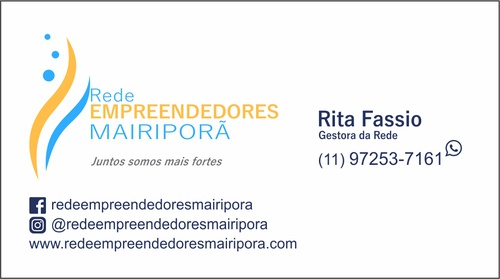 Rede
EMPREENDEDORES
MAIRIPORÃ
Juntos somos mais fortes
Rita Fassio
Gestora da Rede
(11) 97253-7161
redeempreendedoresmairipora
@redeempreendedoresmairipora
www.redeempreendedoresmairipora.com